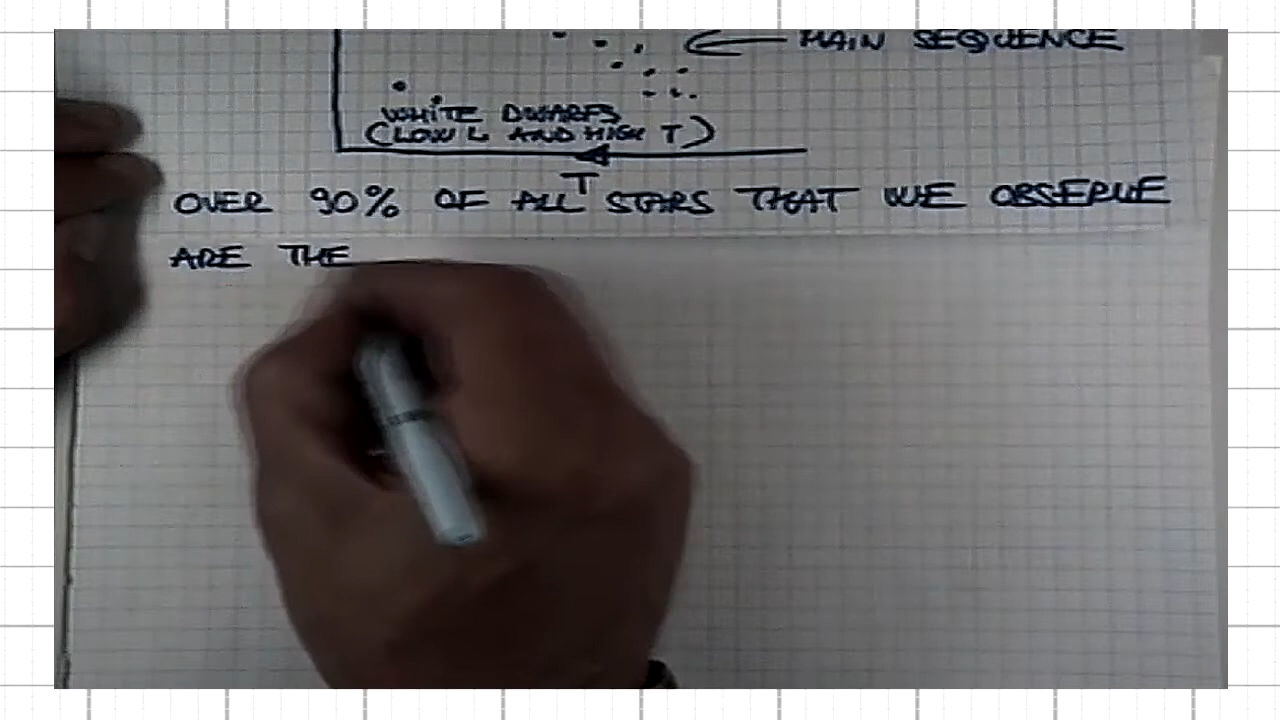 MAIN SEQUENCE
WHITE DWARFS
(LOW L AND HIGH T)
T
OVER 90% OF ALL STARS THAT WE OBSERVE
ARE THE